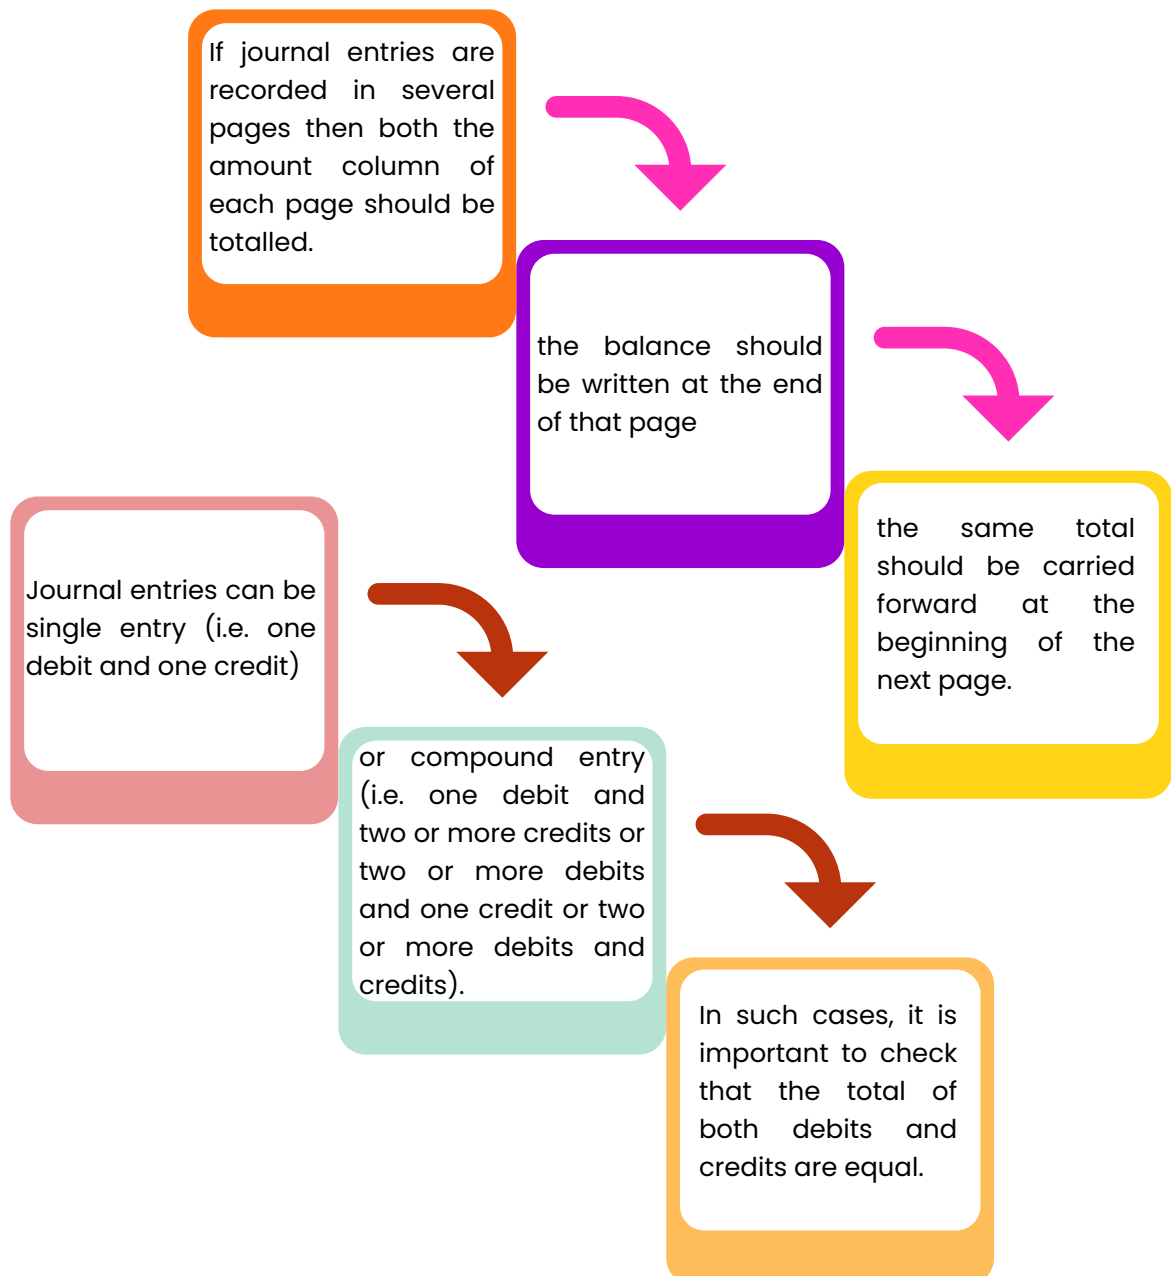 If journal entries are
recorded in several
pages then both the
amount column of
each page should be
totalled.
the balance should
be written at the end
of that page
the same total
should be carried
forward at the
beginning of the
next page.
Journal entries can be
single entry (i.e. one
debit and one credit)
or compound entry
(i.e. one debit and
two or more credits or
two or more debits
and one credit or two
or more debits and
credits).
In such cases, it is
important to check
that the total of
both debits and
credits are equal.